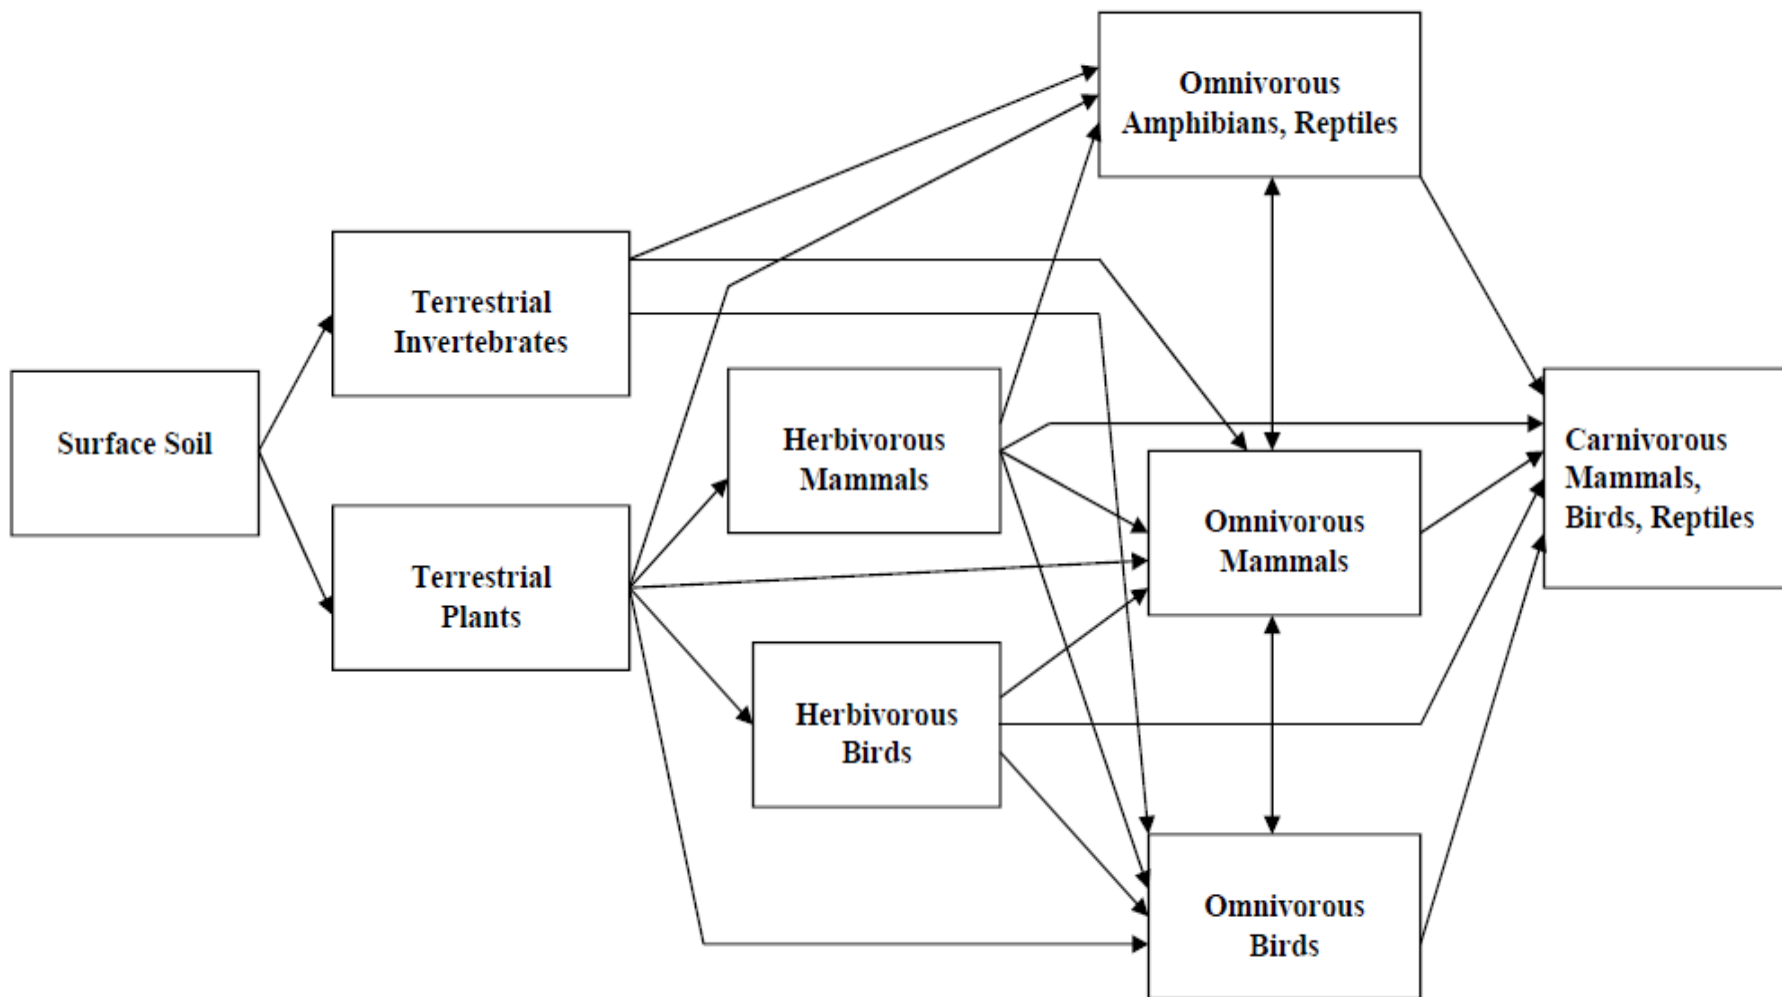 Omnivorous
Amphibians, Reptiles
Terrestrial
Invertebrates
Surface Soil
Herbivorous
Mammals
Carnivorous
Mammals,
Birds, Reptiles
Omnivorous
Mammals
Terrestrial
Plants
Herbivorous
Birds
Omnivorous
Birds